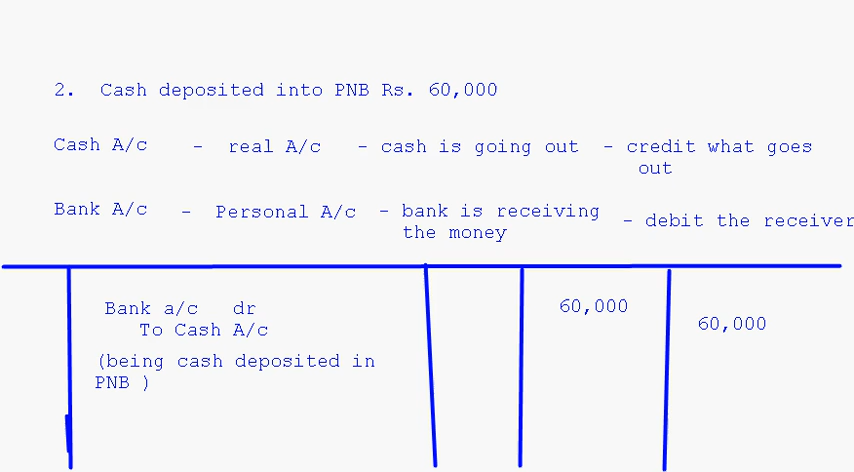 2. Cash deposited into PNB Rs. 60,000
Cash A/c - real A/c - cash is going out - credit what goes
out
Bank A/c - Personal A/c - bank is receiving - debit the receiver
the money
Bank a/c dr 60,000
To Cash A/c 60,000
(being cash deposited in
PNB )